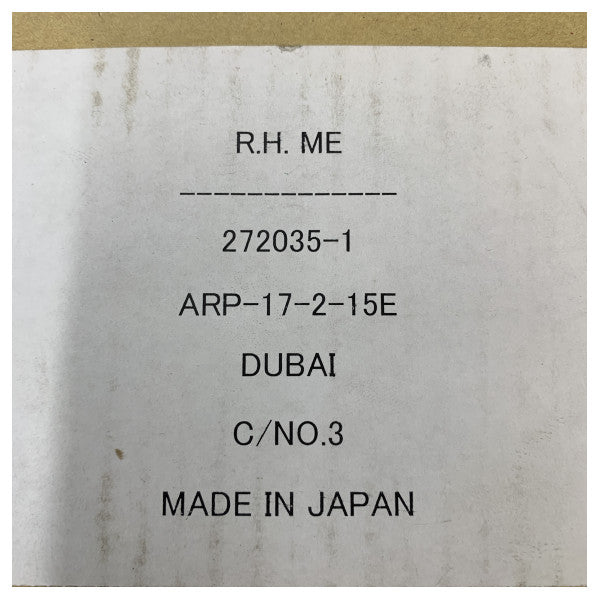 R.H. ME
--------------
272035-1
ARP-17-2-15E
DUBAI
C/NO.3
MADE IN JAPAN